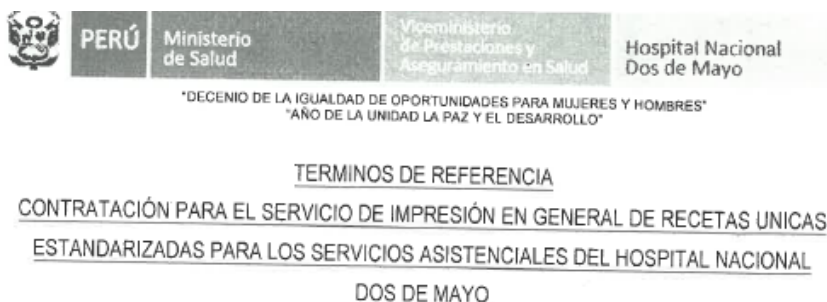 PERÚ
Ministerio
de Salud
Viceministerio
de Prestaciones y
Aseguramiento en Salud
Hospital Nacional
Dos de Mayo
"DECENIO DE LA IGUALDAD DE OPORTUNIDADES PARA MUJERES Y HOMBRES"
"AÑO DE LA UNIDAD LA PAZ Y EL DESARROLLO"
TERMINOS DE REFERENCIA
CONTRATACIÓN PARA EL SERVICIO DE IMPRESIÓN EN GENERAL DE RECETAS UNICAS
ESTANDARIZADAS PARA LOS SERVICIOS ASISTENCIALES DEL HOSPITAL NACIONAL
DOS DE MAYO